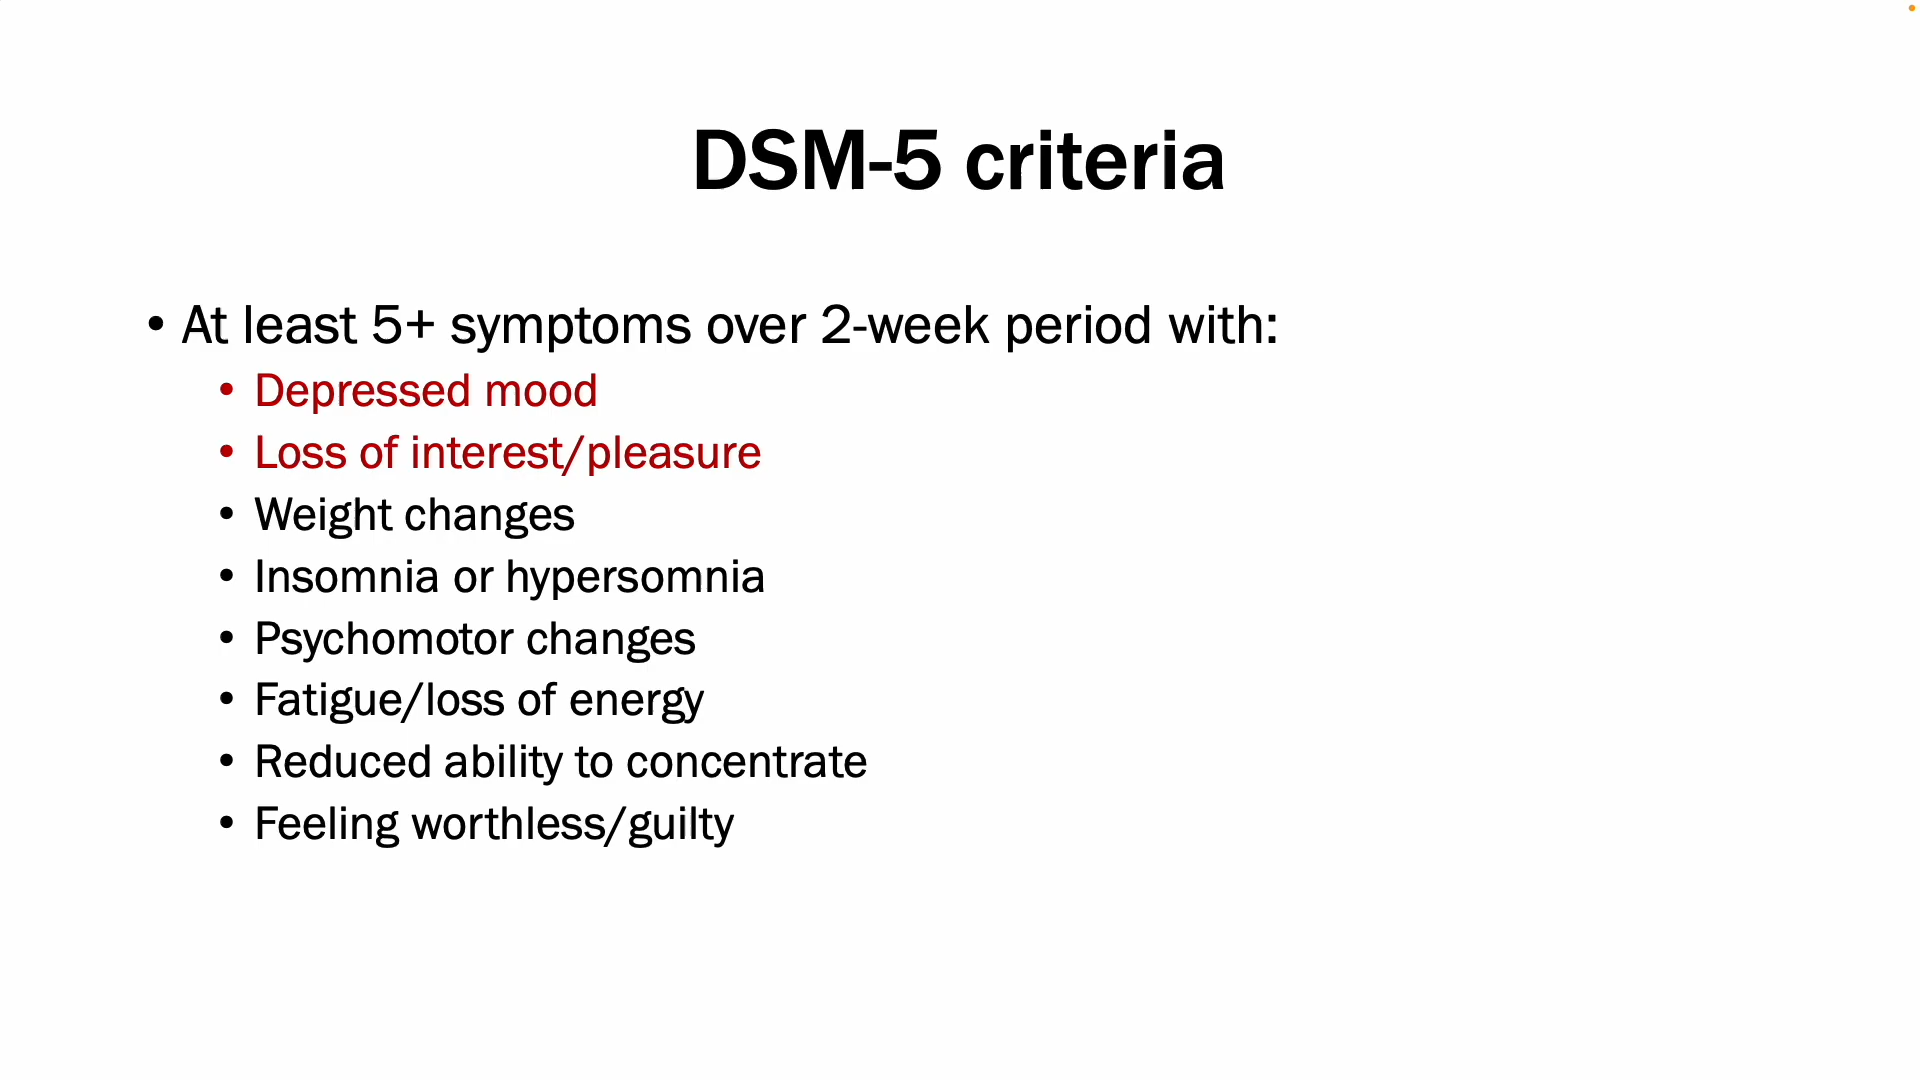 DSM-5 criteria
• At least 5+ symptoms over 2-week period with:
• Depressed mood
• Loss of interest/pleasure
• Weight changes
• Insomnia or hypersomnia
• Psychomotor changes
• Fatigue/loss of energy
• Reduced ability to concentrate
• Feeling worthless/guilty